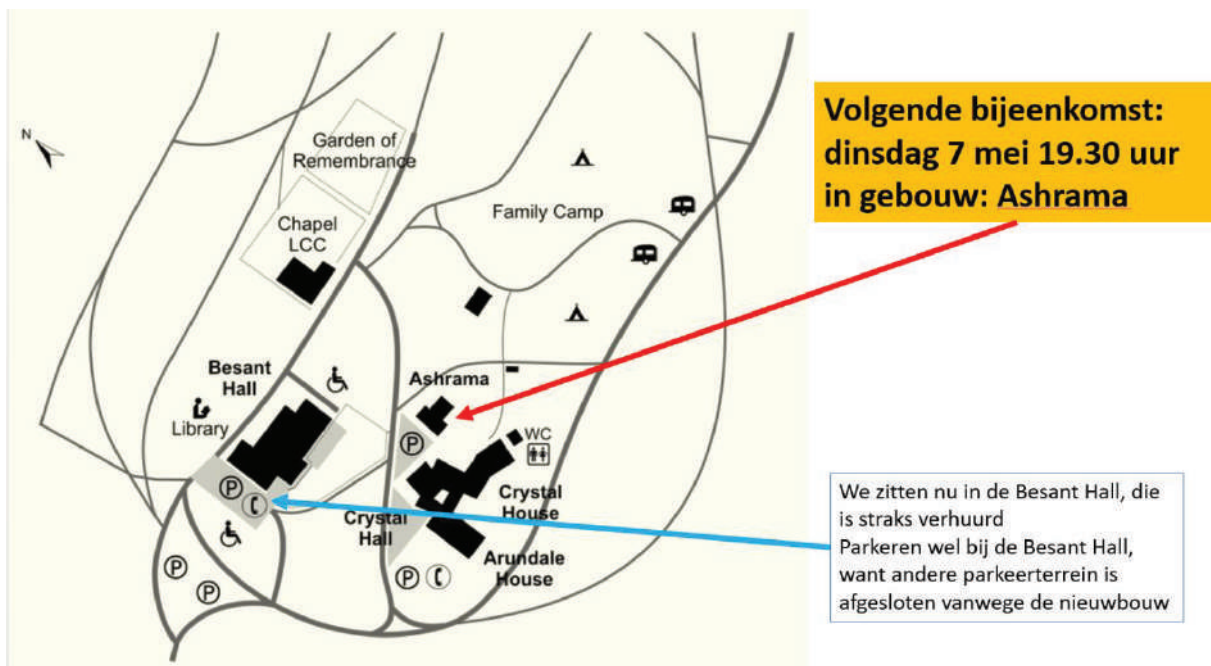 Volgende bijeenkomst:
dinsdag 7 mei 19.30 uur
in gebouw: Ashrama
N
Garden of
Remembrance
Chapel
LCC
Family Camp
Besant
Hall
Library
Ashrama
P
WC
P
Crystal
House
Crystal
Hall
Arundale
House
P
P
P
We zitten nu in de Besant Hall, die
is straks verhuurd
Parkeren wel bij de Besant Hall,
want andere parkeerterrein is
afgesloten vanwege de nieuwbouw